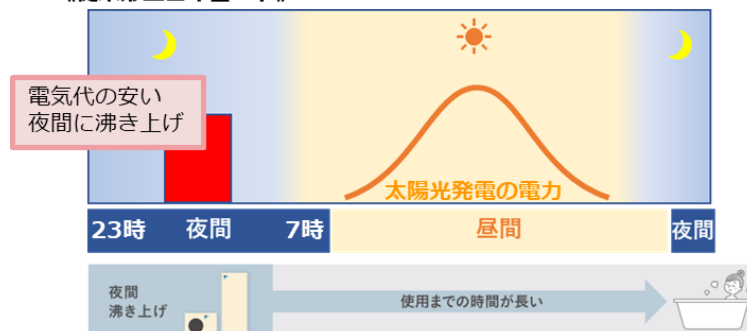 電気代の安い
夜間に沸き上げ
太陽光発電の電力
23時 夜間 7時 昼間 夜間
夜間
沸き上げ
使用までの時間が長い